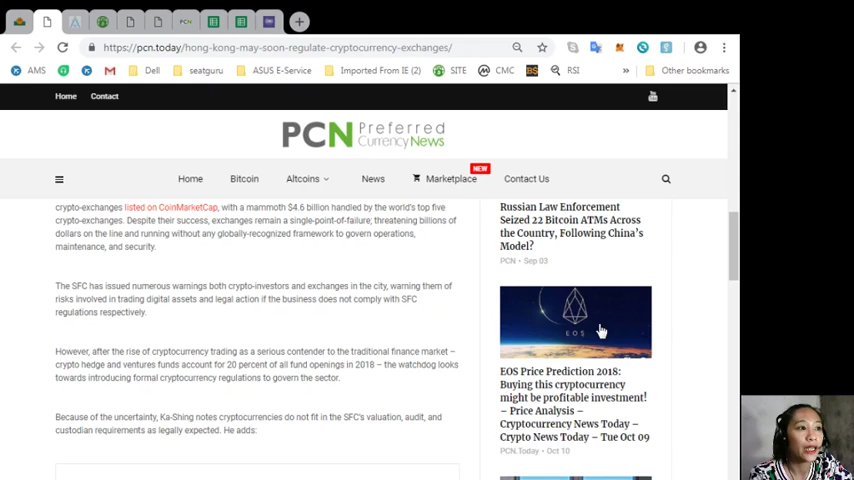 https://pcn.today/hong-kong-may-soon-regulate-cryptocurrency-exchanges/
AMS
Dell
seatguru
ASUS E-Service
Imported From IE (2)
SITE
CMC
RSI
»
Other bookmarks
Home
Contact
PCN Preferred
Currency News
NEW
Home
Bitcoin
Altcoins
News
Marketplace
Contact Us
crypto-exchanges listed on CoinMarketCap, with a mammoth $4.6 billion handled by the world's top five
crypto-exchanges. Despite their success, exchanges remain a single-point-of-failure; threatening billions of
dollars on the line and running without any globally-recognized framework to govern operations,
maintenance, and security.
The SFC has issued numerous warnings both crypto-investors and exchanges in the city, warning them of
risks involved in trading digital assets and legal action if the business does not comply with SFC
regulations respectively.
However, after the rise of cryptocurrency trading as a serious contender to the traditional finance market –
crypto hedge and ventures funds account for 20 percent of all fund openings in 2018 – the watchdog looks
towards introducing formal cryptocurrency regulations to govern the sector.
Because of the uncertainty, Ka-Shing notes cryptocurrencies do not fit in the SFC's valuation, audit, and
custodian requirements as legally expected. He adds:
Russian Law Enforcement
Seized 22 Bitcoin ATMs Across
the Country, Following China's
Model?
PCN • Sep 03
EOS
EOS Price Prediction 2018:
Buying this cryptocurrency
might be profitable investment!
– Price Analysis –
Cryptocurrency News Today –
Crypto News Today – Tue Oct 09
PCN.Today • Oct 10